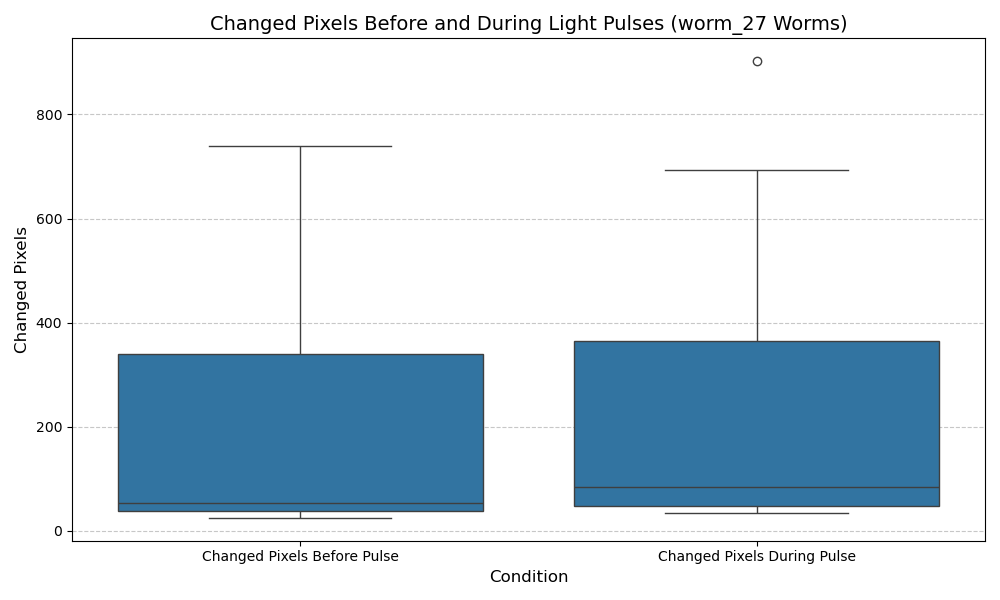 Changed Pixels Before and During Light Pulses (worm_27 Worms)
Changed Pixels
800
600
400
200
0
Changed Pixels Before Pulse
Changed Pixels During Pulse
Condition